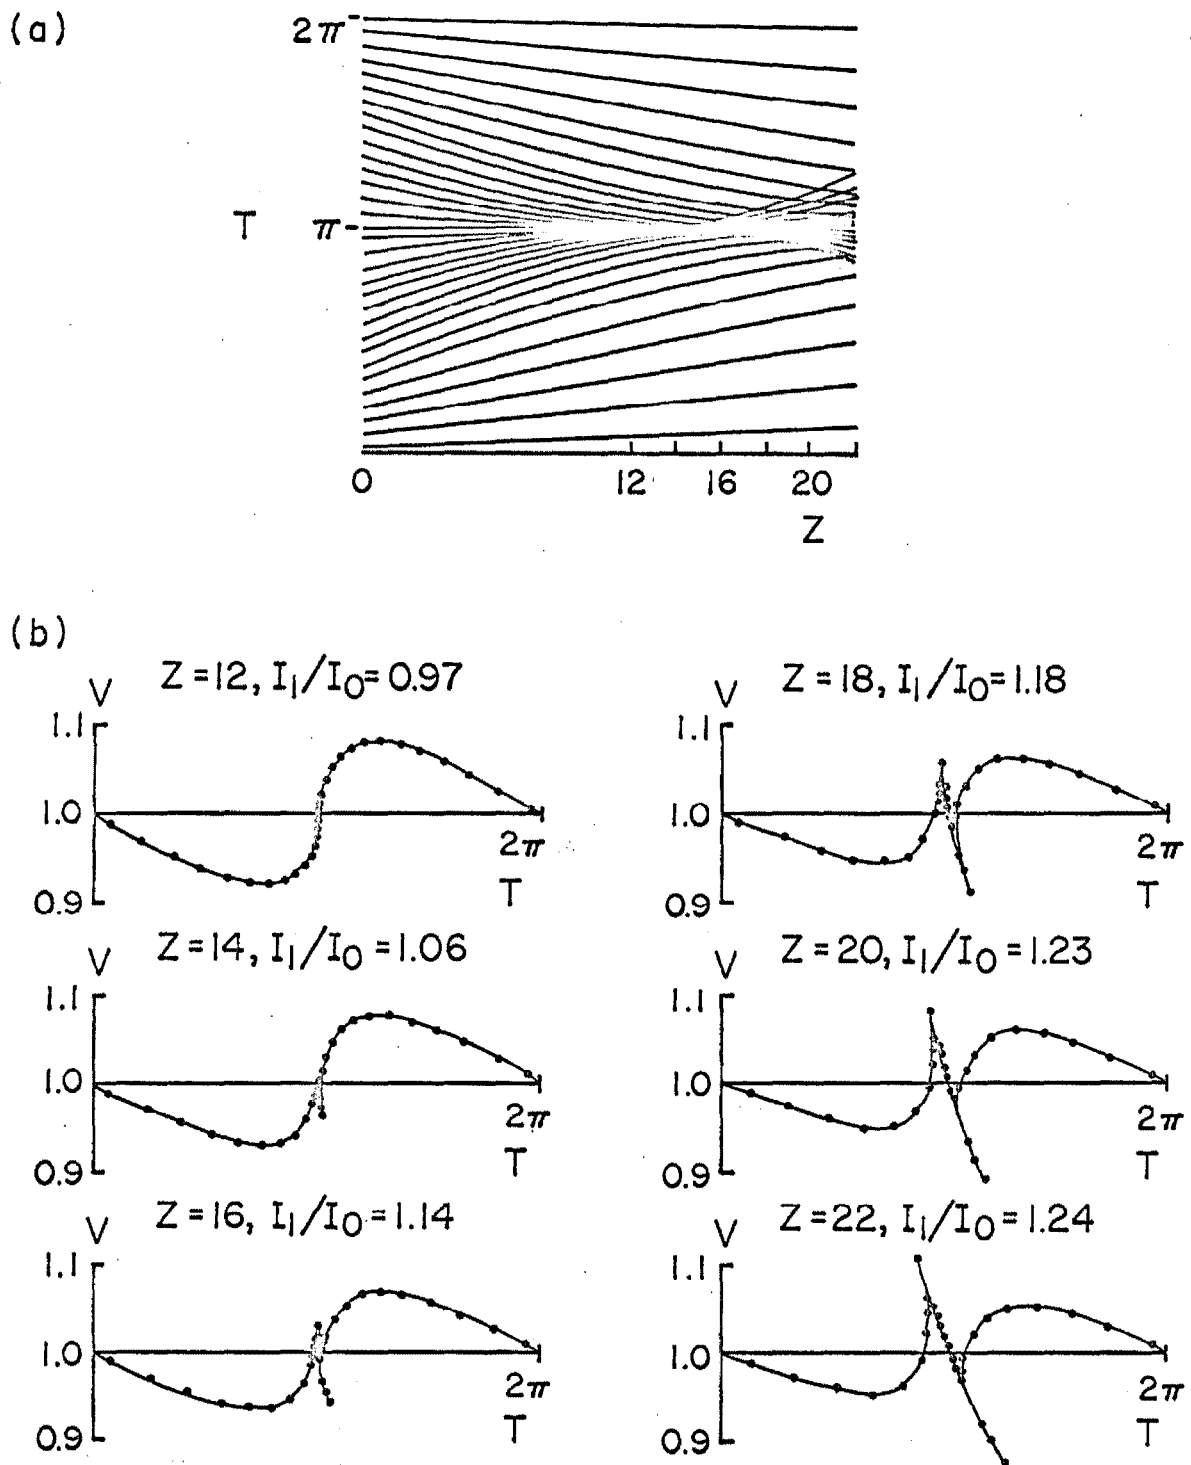 (a)
2π
T π
0 12 16 20
Z
(b)
Z=12, I₁/I₀=0.97
V
1.1
1.0
0.9
2π
T
Z=18, I₁/I₀=1.18
V
1.1
1.0
0.9
2π
T
Z=14, I₁/I₀=1.06
V
1.1
1.0
0.9
2π
T
Z=20, I₁/I₀=1.23
V
1.1
1.0
0.9
2π
T
Z=16, I₁/I₀=1.14
V
1.1
1.0
0.9
2π
T
Z=22, I₁/I₀=1.24
V
1.1
1.0
0.9
2π
T